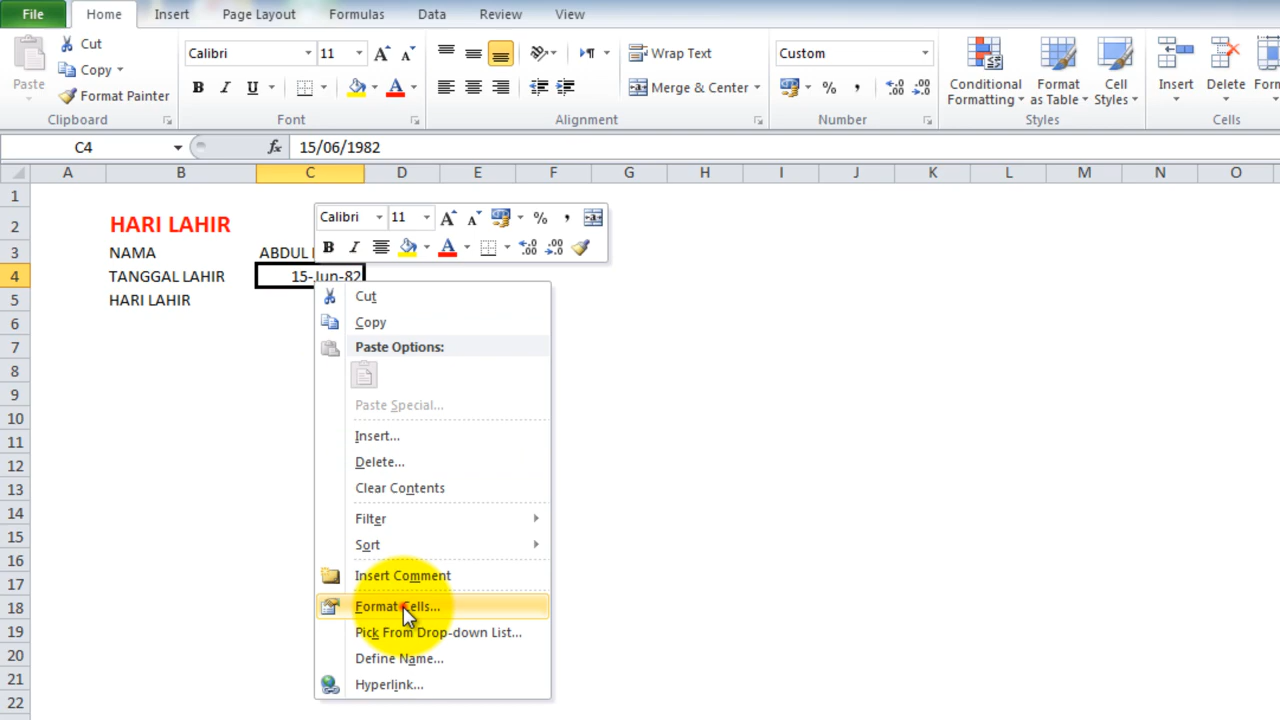 File Home Insert Page Layout Formulas Data Review View
Paste Cut Copy Format Painter
Calibri 11 A A
B I U A
Wrap Text
Merge & Center
Custom
% ,
Conditional Formatting Format as Table Cell Styles
Insert Delete
Clipboard Font Alignment Number Styles Cells
C4 fx 15/06/1982
A B C D E F G H I J K L M N O
1
2 HARI LAHIR
3 NAMA ABDUL
4 TANGGAL LAHIR 15-Jun-82
5 HARI LAHIR
6
7
8
9
10
11
12
13
14
15
16
17
18
19
20
21
22
Calibri 11 A A % ,
B I A
Cut
Copy
Paste Options:
Paste Special...
Insert...
Delete...
Clear Contents
Filter
Sort
Insert Comment
Format Cells...
Pick From Drop-down List...
Define Name...
Hyperlink...